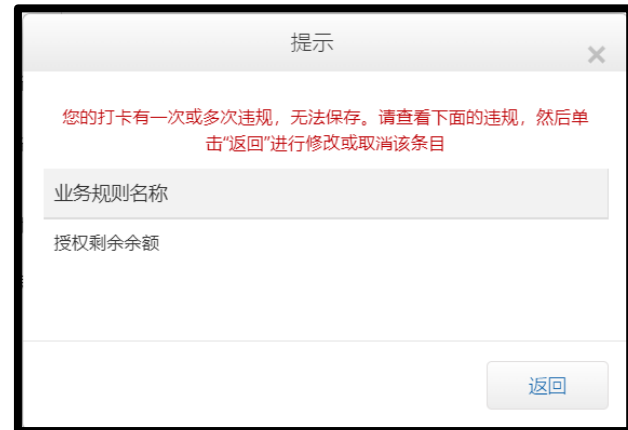 提示
×
您的打卡有一次或多次违规，无法保存。请查看下面的违规，然后单
击“返回”进行修改或取消该条目
业务规则名称
授权剩余余额
返回